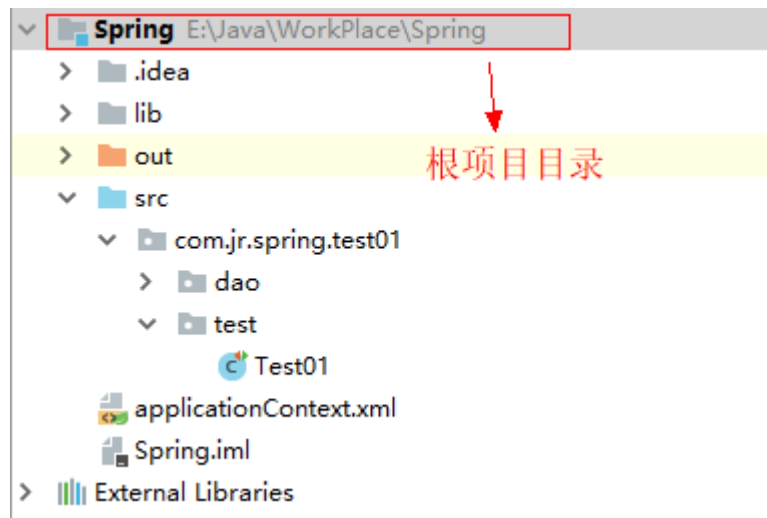 Spring E:\Java\WorkPlace\Spring
.idea
lib
out
根项目目录
src
com.jr.spring.test01
dao
test
Test01
applicationContext.xml
Spring.iml
External Libraries